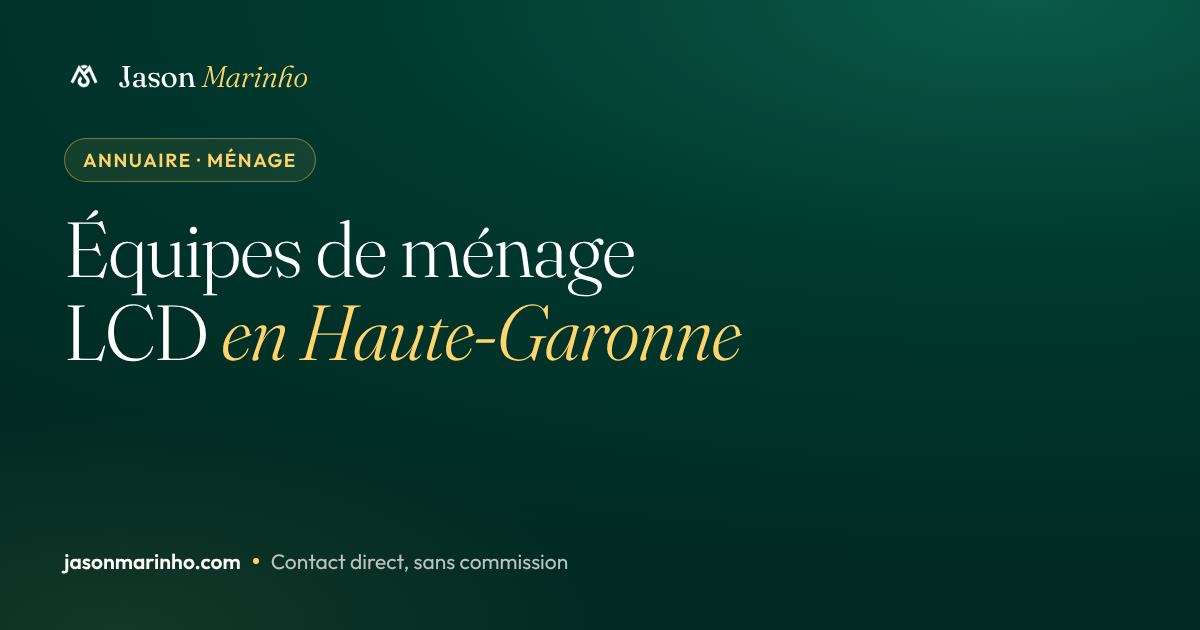 Jason Marinho
ANNUAIRE · MÉNAGE
Équipes de ménage
LCD en Haute-Garonne
jasonmarinho.com • Contact direct, sans commission